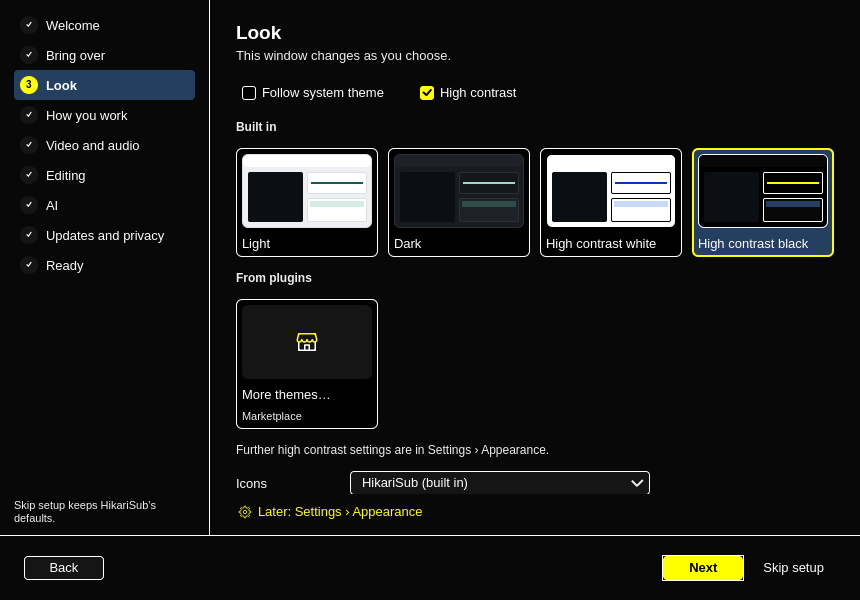 Welcome
Bring over
3 Look
How you work
Video and audio
Editing
AI
Updates and privacy
Ready
Skip setup keeps HikariSub's
defaults.
Look
This window changes as you choose.
Follow system theme
High contrast
Built in
Light
Dark
High contrast white
High contrast black
From plugins
More themes…
Marketplace
Further high contrast settings are in Settings › Appearance.
Icons
HikariSub (built in)
Later: Settings › Appearance
Back
Next
Skip setup